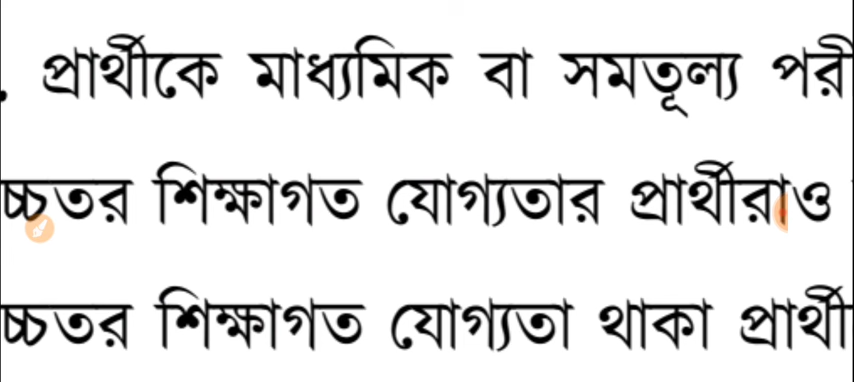 . প্রার্থীকে মাধ্যমিক বা সমতূল্য পরী
চ্চতর শিক্ষাগত যোগ্যতার প্রার্থীরাও
চ্চতর শিক্ষাগত যোগ্যতা থাকা প্রার্থী